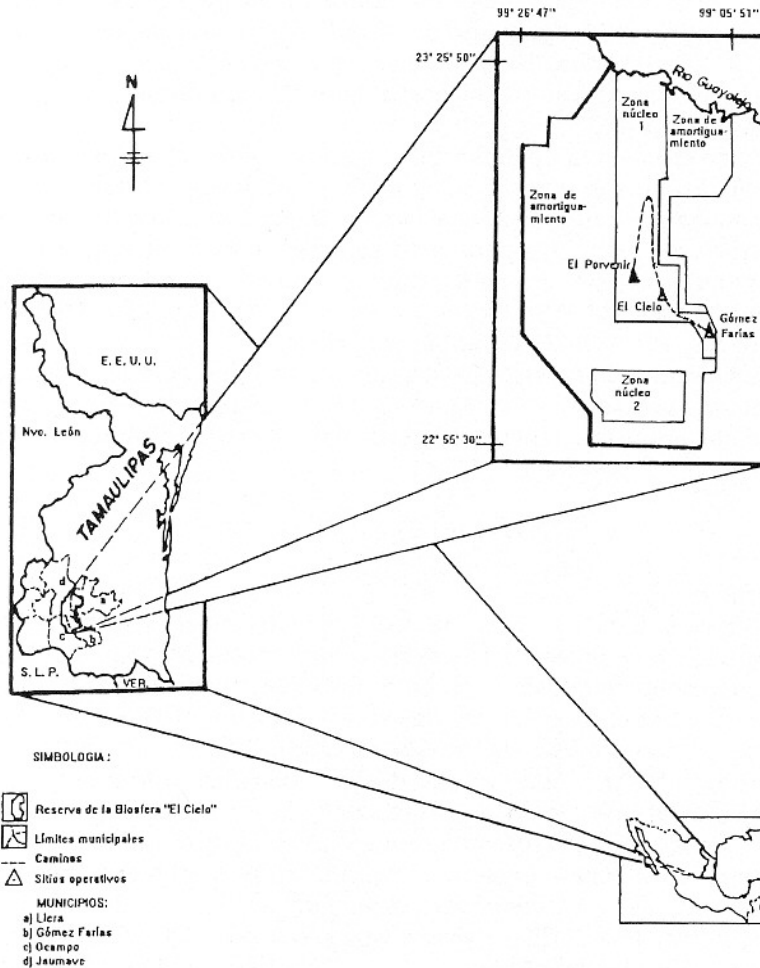 99° 26' 47''
99° 05' 51''
23° 25' 50''
N
Rio Guayalejo
Zona
núcleo
1
Zona de
amortigua-
miento
Zona de
amortigua-
miento
El Porvenir
El Cielo
Gómez
Farías
Zona
núcleo
2
22° 55' 30''
E. E. U. U.
Nvo. León
TAMAULIPAS
d
a
c
b
S. L. P.
VER.
SIMBOLOGIA:
Reserva de la Biosfera "El Cielo"
Límites municipales
Caminos
Sitios operativos
MUNICIPIOS:
a) Llera
b) Gómez Farías
c) Ocampo
d) Jaumave